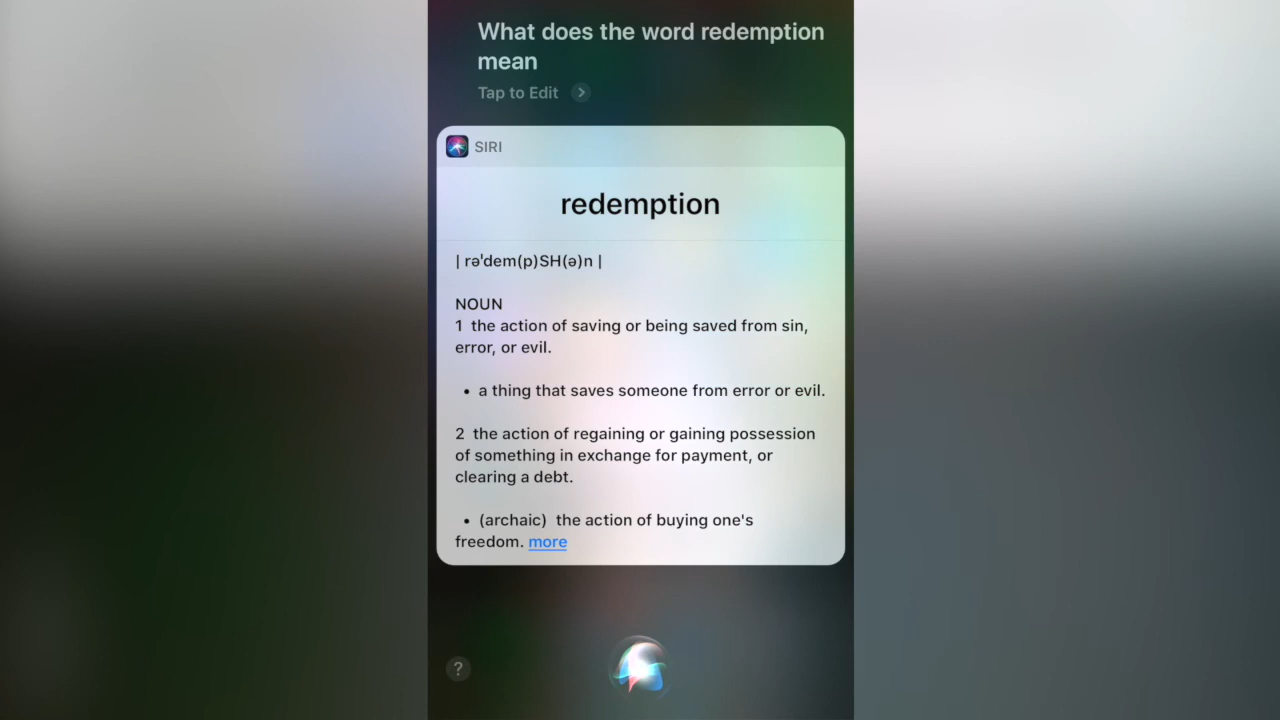 What does the word redemption
mean
Tap to Edit
SIRI
redemption
| rəˈdem(p)SH(ə)n |
NOUN
1 the action of saving or being saved from sin,
error, or evil.
• a thing that saves someone from error or evil.
2 the action of regaining or gaining possession
of something in exchange for payment, or
clearing a debt.
• (archaic) the action of buying one's
freedom. more
?